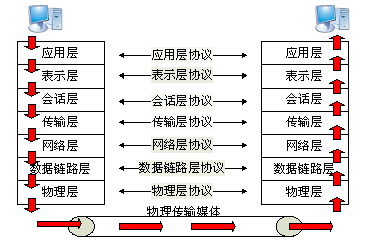 应用层 应用层协议 应用层
表示层 表示层协议 表示层
会话层 会话层协议 会话层
传输层 传输层协议 传输层
网络层 网络层协议 网络层
数据链路层 数据链路层协议 数据链路层
物理层 物理层协议 物理层
物理传输媒体